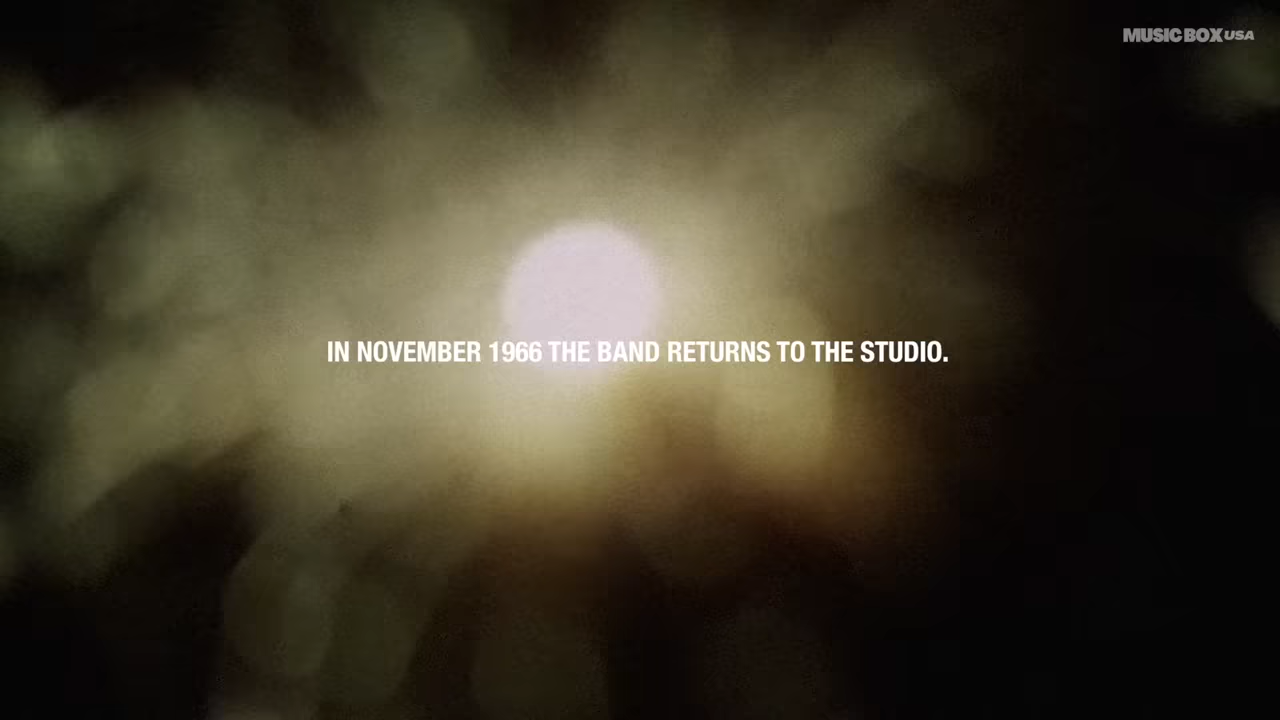 MUSIC BOX USA
IN NOVEMBER 1966 THE BAND RETURNS TO THE STUDIO.